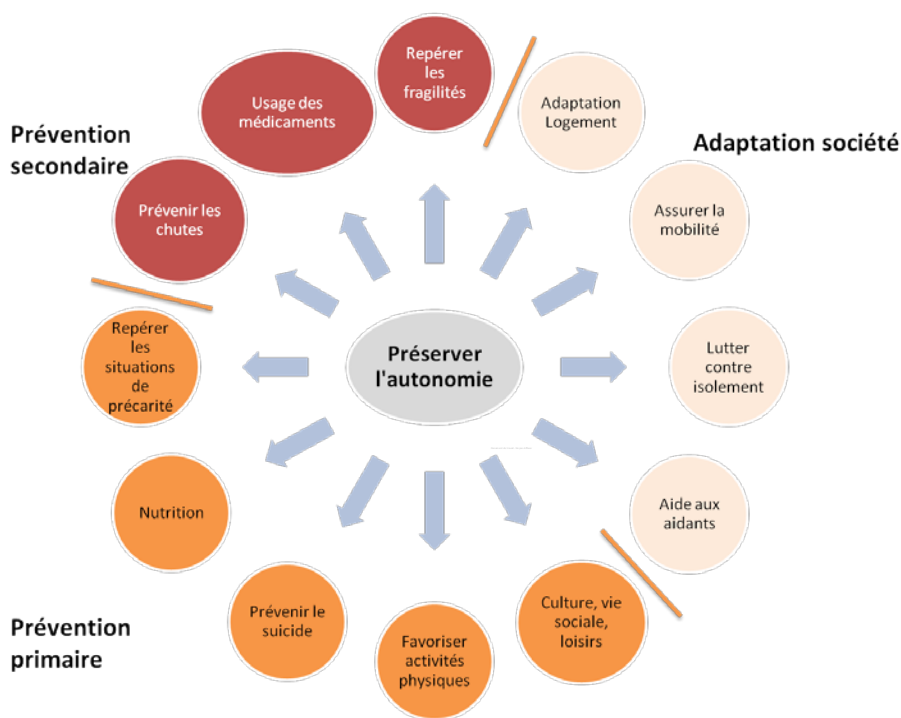 Repérer
les
fragilités
Usage des
médicaments
Adaptation
Logement
Prévention
secondaire
Adaptation société
Prévenir les
chutes
Assurer la
mobilité
Repérer
les
situations
de
précarité
Préserver
l'autonomie
Lutter
contre
isolement
Nutrition
Aide aux
aidants
Prévention
primaire
Prévenir le
suicide
Favoriser
activités
physiques
Culture, vie
sociale,
loisirs